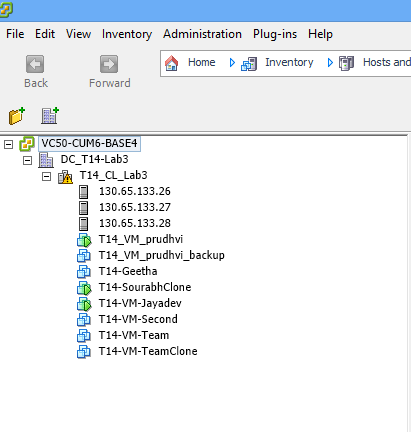 File Edit View Inventory Administration Plug-ins Help
Back Forward Home Inventory Hosts and
VC50-CUM6-BASE4
DC_T14-Lab3
T14_CL_Lab3
130.65.133.26
130.65.133.27
130.65.133.28
T14_VM_prudhvi
T14_VM_prudhvi_backup
T14-Geetha
T14-SourabhClone
T14-VM-Jayadev
T14-VM-Second
T14-VM-Team
T14-VM-TeamClone